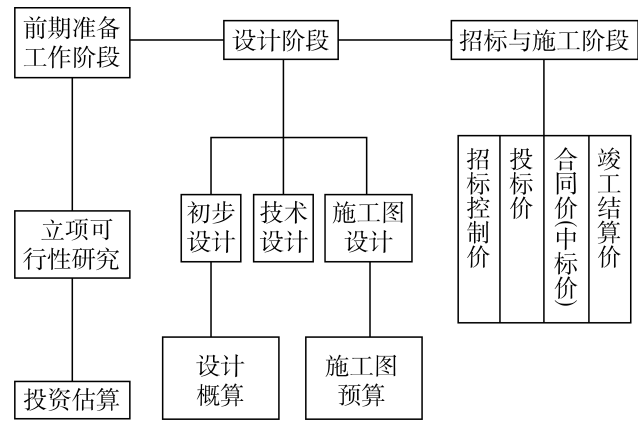 前期准备
工作阶段
设计阶段
招标与施工阶段
立项可
行性研究
投资估算
初步
设计
技术
设计
施工图
设计
设计
概算
施工图
预算
招标控制价
投标价
合同价(中标价)
竣工结算价